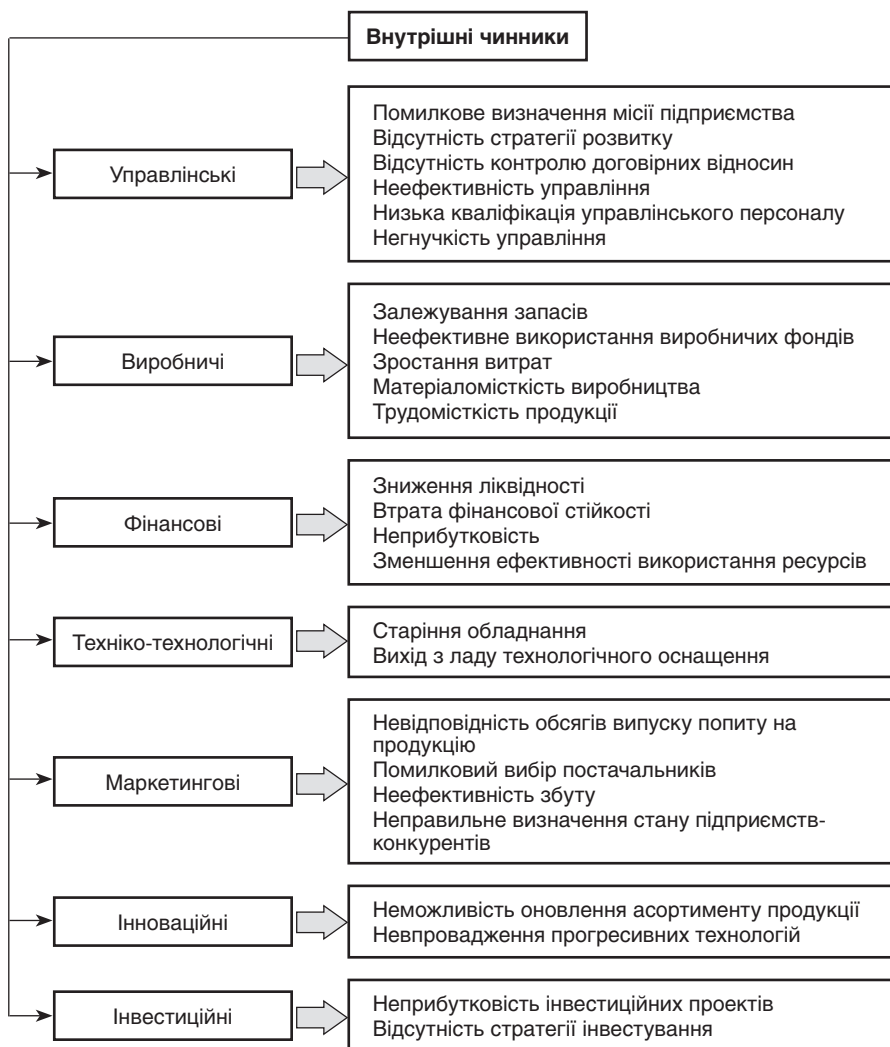 Внутрішні чинники
Управлінські
Помилкове визначення місії підприємства
Відсутність стратегії розвитку
Відсутність контролю договірних відносин
Неефективність управління
Низька кваліфікація управлінського персоналу
Негнучкість управління
Виробничі
Залежування запасів
Неефективне використання виробничих фондів
Зростання витрат
Матеріаломісткість виробництва
Трудомісткість продукції
Фінансові
Зниження ліквідності
Втрата фінансової стійкості
Неприбутковість
Зменшення ефективності використання ресурсів
Техніко-технологічні
Старіння обладнання
Вихід з ладу технологічного оснащення
Маркетингові
Невідповідність обсягів випуску попиту на
продукцію
Помилковий вибір постачальників
Неефективність збуту
Неправильне визначення стану підприємств-
конкурентів
Інноваційні
Неможливість оновлення асортименту продукції
Невпровадження прогресивних технологій
Інвестиційні
Неприбутковість інвестиційних проектів
Відсутність стратегії інвестування